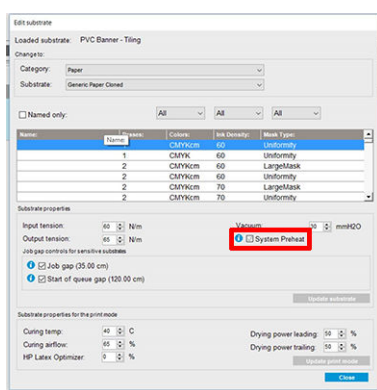 Edit substrate
Loaded substrate: PVC Banner - Tiling
Change to:
Category: Paper
Substrate: Generic Paper Cloned
Named only: All All All
Name: Passes: Colors: Ink Density: Mask Type:
Name:
CMYKcm 60 Uniformity
1 CMYK 60 Uniformity
2 CMYKcm 60 LargeMask
2 CMYKcm 60 Uniformity
2 CMYKcm 70 LargeMask
2 CMYKcm 70 Uniformity
Substrate properties
Input tension: 60 N/m Vacuum: 30 mmH2O
Output tension: 65 N/m System Preheat
Job gap controls for sensitive substrates
Job gap (35.00 cm)
Start of queue gap (120.00 cm)
Update substrate
Substrate properties for the print mode
Curing temp: 40 C Drying power leading: 50 %
Curing airflow: 65 % Drying power trailing: 50 %
HP Latex Optimizer: 0 % Update print mode
Close